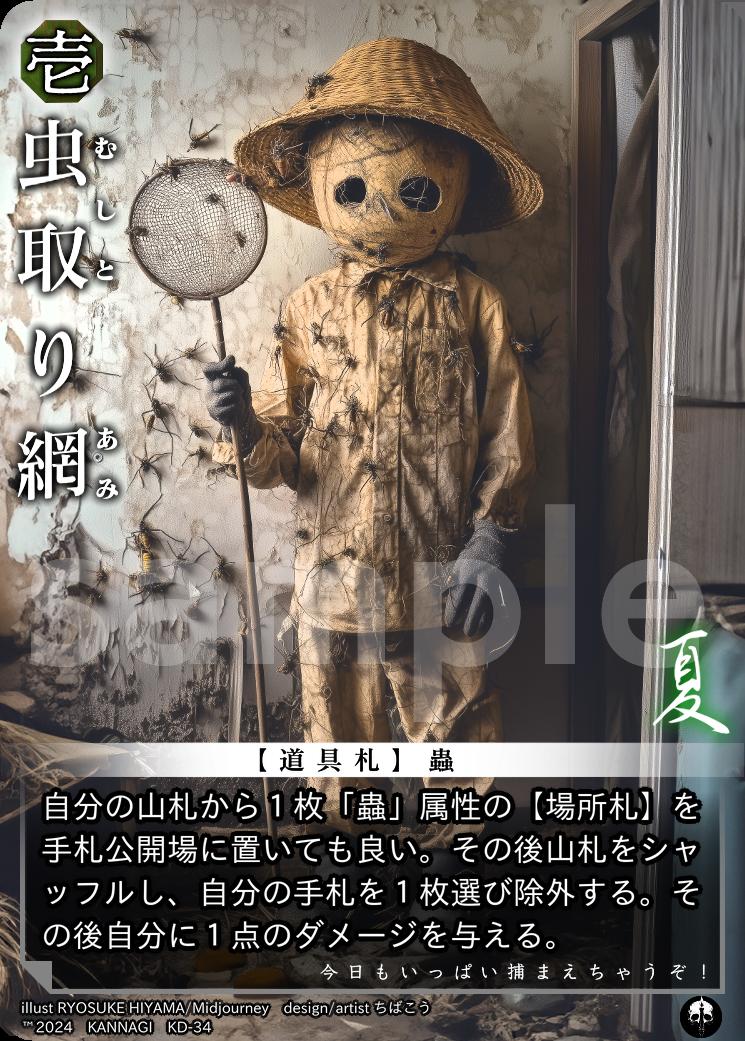 壱
虫取り網
むしと
あみ
sample
夏
【道具札】 蟲
自分の山札から１枚「蟲」属性の【場所札】を
手札公開場に置いても良い。その後山札をシャ
ッフルし、自分の手札を１枚選び除外する。そ
の後自分に１点のダメージを与える。
今日もいっぱい捕まえちゃうぞ！
illust RYOSUKE HIYAMA/Midjourney　design/artist ちばこう
™2024　KANNAGI　KD-34